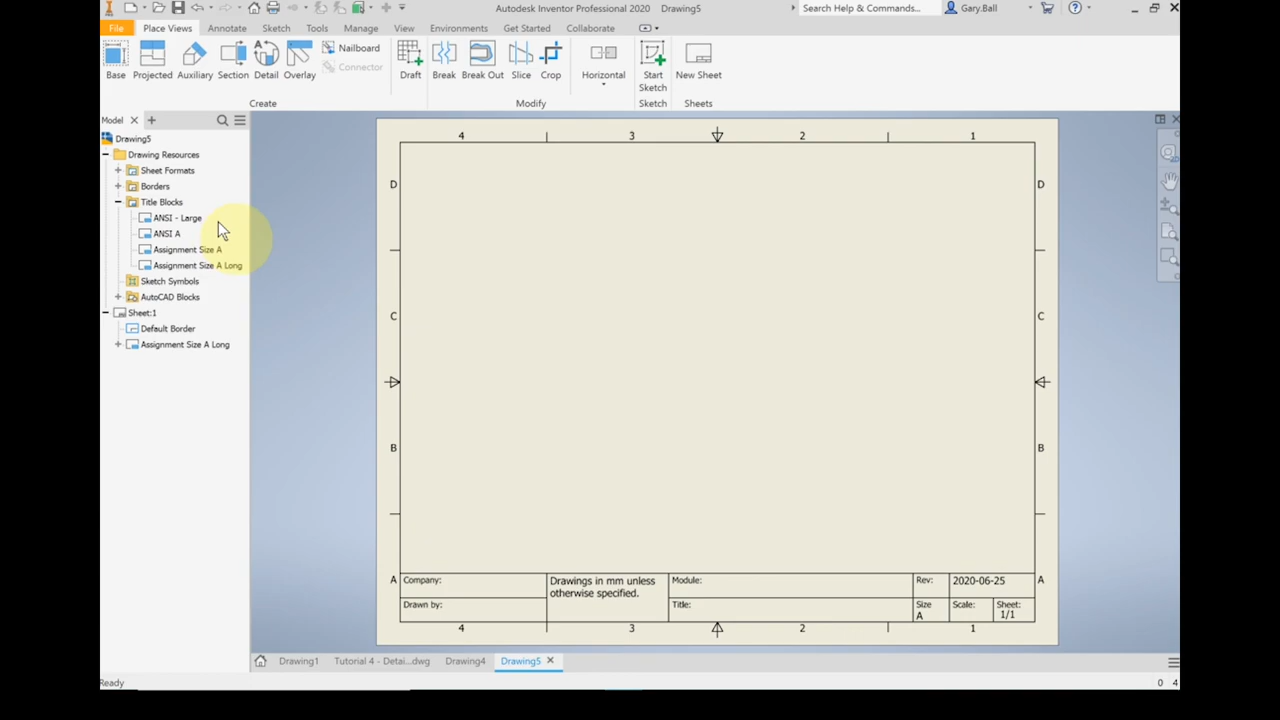 Autodesk Inventor Professional 2020 Drawing5
Search Help & Commands...
Gary.Ball
File Place Views Annotate Sketch Tools Manage View Environments Get Started Collaborate
Base Projected Auxiliary Section Detail Overlay
Nailboard
Connector
Draft
Break Break Out Slice Crop
Horizontal
Start
Sketch
New Sheet
Create Modify Sketch Sheets
Model
Drawing5
Drawing Resources
Sheet Formats
Borders
Title Blocks
ANSI - Large
ANSI A
Assignment Size A
Assignment Size A Long
Sketch Symbols
AutoCAD Blocks
Sheet:1
Default Border
Assignment Size A Long
4 3 2 1
D D
C C
B B
A A
Company:
Drawn by:
Drawings in mm unless
otherwise specified.
Module:
Title:
Rev:
2020-06-25
Size
A
Scale:
Sheet:
1/1
4 3 2 1
Drawing1 Tutorial 4 - Detai...dwg Drawing4 Drawing5
Ready
0 4